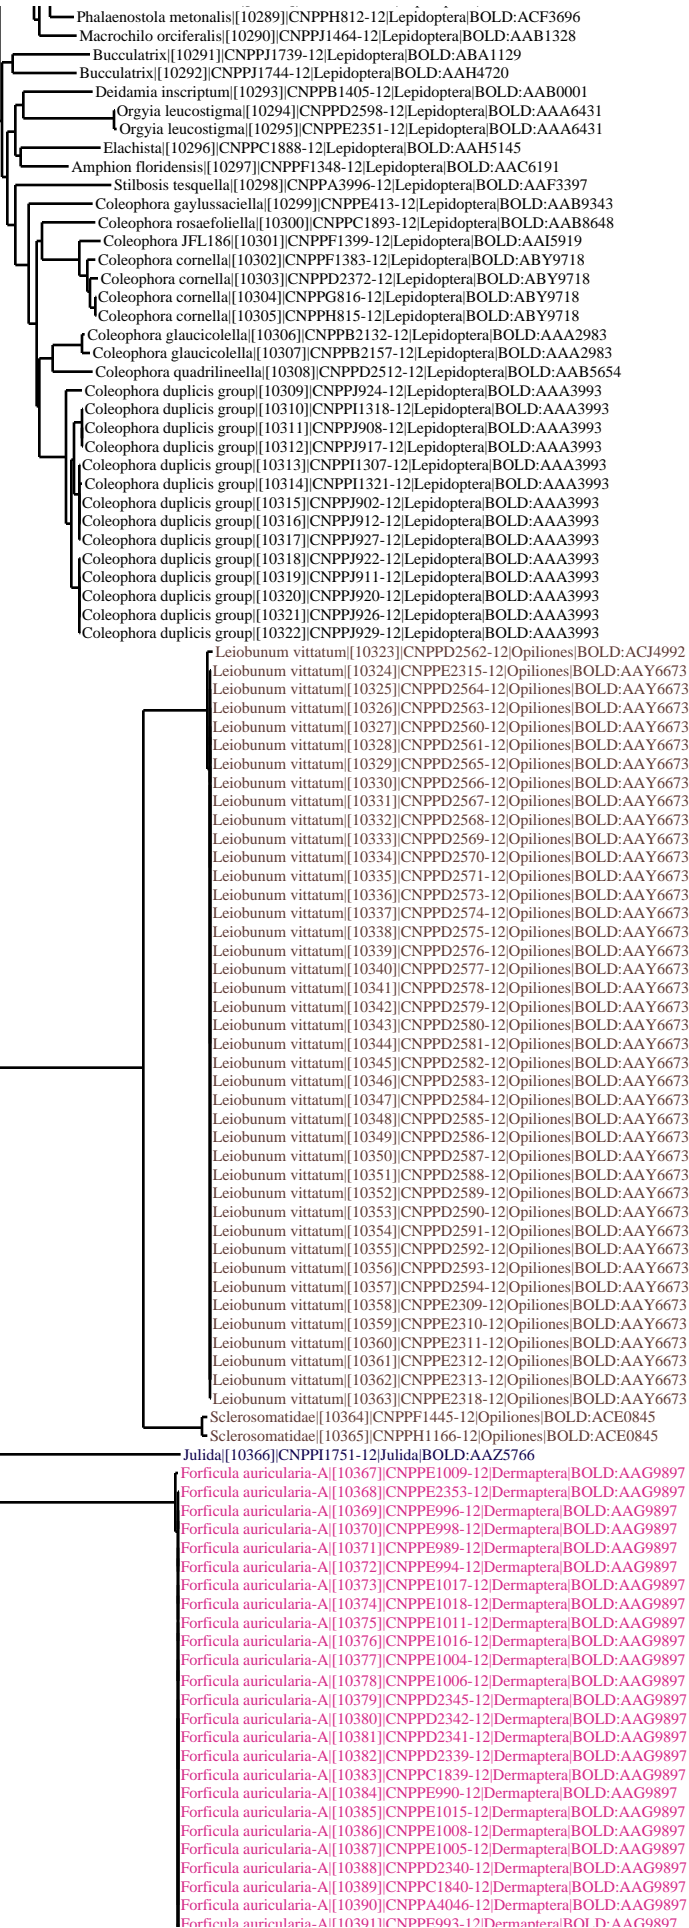 Phalaenostola metonalis|[10289]|CNPPH812-12|Lepidoptera|BOLD:ACF3696
Macrochilo orciferalis|[10290]|CNPPJ1464-12|Lepidoptera|BOLD:AAB1328
Bucculatrix|[10291]|CNPPJ1739-12|Lepidoptera|BOLD:ABA1129
Bucculatrix|[10292]|CNPPJ1744-12|Lepidoptera|BOLD:AAH4720
Deidamia inscriptum|[10293]|CNPPB1405-12|Lepidoptera|BOLD:AAB0001
Orgyia leucostigma|[10294]|CNPPD2598-12|Lepidoptera|BOLD:AAA6431
Orgyia leucostigma|[10295]|CNPPE2351-12|Lepidoptera|BOLD:AAA6431
Elachista|[10296]|CNPPC1888-12|Lepidoptera|BOLD:AAH5145
Amphion floridensis|[10297]|CNPPF1348-12|Lepidoptera|BOLD:AAC6191
Stilbosis tesquella|[10298]|CNPPA3996-12|Lepidoptera|BOLD:AAF3397
Coleophora gaylussaciella|[10299]|CNPPE413-12|Lepidoptera|BOLD:AAB9343
Coleophora rosaefoliella|[10300]|CNPPC1893-12|Lepidoptera|BOLD:AAB8648
Coleophora JFL186|[10301]|CNPPF1399-12|Lepidoptera|BOLD:AAI5919
Coleophora cornella|[10302]|CNPPF1383-12|Lepidoptera|BOLD:ABY9718
Coleophora cornella|[10303]|CNPPD2372-12|Lepidoptera|BOLD:ABY9718
Coleophora cornella|[10304]|CNPPG816-12|Lepidoptera|BOLD:ABY9718
Coleophora cornella|[10305]|CNPPH815-12|Lepidoptera|BOLD:ABY9718
Coleophora glaucicolella|[10306]|CNPPB2132-12|Lepidoptera|BOLD:AAA2983
Coleophora glaucicolella|[10307]|CNPPB2157-12|Lepidoptera|BOLD:AAA2983
Coleophora quadrilineella|[10308]|CNPPD2512-12|Lepidoptera|BOLD:AAB5654
Coleophora duplicis group|[10309]|CNPPJ924-12|Lepidoptera|BOLD:AAA3993
Coleophora duplicis group|[10310]|CNPPI1318-12|Lepidoptera|BOLD:AAA3993
Coleophora duplicis group|[10311]|CNPPJ908-12|Lepidoptera|BOLD:AAA3993
Coleophora duplicis group|[10312]|CNPPJ917-12|Lepidoptera|BOLD:AAA3993
Coleophora duplicis group|[10313]|CNPPI1307-12|Lepidoptera|BOLD:AAA3993
Coleophora duplicis group|[10314]|CNPPI1321-12|Lepidoptera|BOLD:AAA3993
Coleophora duplicis group|[10315]|CNPPJ902-12|Lepidoptera|BOLD:AAA3993
Coleophora duplicis group|[10316]|CNPPJ912-12|Lepidoptera|BOLD:AAA3993
Coleophora duplicis group|[10317]|CNPPJ927-12|Lepidoptera|BOLD:AAA3993
Coleophora duplicis group|[10318]|CNPPJ922-12|Lepidoptera|BOLD:AAA3993
Coleophora duplicis group|[10319]|CNPPJ911-12|Lepidoptera|BOLD:AAA3993
Coleophora duplicis group|[10320]|CNPPJ920-12|Lepidoptera|BOLD:AAA3993
Coleophora duplicis group|[10321]|CNPPJ926-12|Lepidoptera|BOLD:AAA3993
Coleophora duplicis group|[10322]|CNPPJ929-12|Lepidoptera|BOLD:AAA3993
Leiobunum vittatum|[10323]|CNPPD2562-12|Opiliones|BOLD:ACJ4992
Leiobunum vittatum|[10324]|CNPPE2315-12|Opiliones|BOLD:AAY6673
Leiobunum vittatum|[10325]|CNPPD2564-12|Opiliones|BOLD:AAY6673
Leiobunum vittatum|[10326]|CNPPD2563-12|Opiliones|BOLD:AAY6673
Leiobunum vittatum|[10327]|CNPPD2560-12|Opiliones|BOLD:AAY6673
Leiobunum vittatum|[10328]|CNPPD2561-12|Opiliones|BOLD:AAY6673
Leiobunum vittatum|[10329]|CNPPD2565-12|Opiliones|BOLD:AAY6673
Leiobunum vittatum|[10330]|CNPPD2566-12|Opiliones|BOLD:AAY6673
Leiobunum vittatum|[10331]|CNPPD2567-12|Opiliones|BOLD:AAY6673
Leiobunum vittatum|[10332]|CNPPD2568-12|Opiliones|BOLD:AAY6673
Leiobunum vittatum|[10333]|CNPPD2569-12|Opiliones|BOLD:AAY6673
Leiobunum vittatum|[10334]|CNPPD2570-12|Opiliones|BOLD:AAY6673
Leiobunum vittatum|[10335]|CNPPD2571-12|Opiliones|BOLD:AAY6673
Leiobunum vittatum|[10336]|CNPPD2573-12|Opiliones|BOLD:AAY6673
Leiobunum vittatum|[10337]|CNPPD2574-12|Opiliones|BOLD:AAY6673
Leiobunum vittatum|[10338]|CNPPD2575-12|Opiliones|BOLD:AAY6673
Leiobunum vittatum|[10339]|CNPPD2576-12|Opiliones|BOLD:AAY6673
Leiobunum vittatum|[10340]|CNPPD2577-12|Opiliones|BOLD:AAY6673
Leiobunum vittatum|[10341]|CNPPD2578-12|Opiliones|BOLD:AAY6673
Leiobunum vittatum|[10342]|CNPPD2579-12|Opiliones|BOLD:AAY6673
Leiobunum vittatum|[10343]|CNPPD2580-12|Opiliones|BOLD:AAY6673
Leiobunum vittatum|[10344]|CNPPD2581-12|Opiliones|BOLD:AAY6673
Leiobunum vittatum|[10345]|CNPPD2582-12|Opiliones|BOLD:AAY6673
Leiobunum vittatum|[10346]|CNPPD2583-12|Opiliones|BOLD:AAY6673
Leiobunum vittatum|[10347]|CNPPD2584-12|Opiliones|BOLD:AAY6673
Leiobunum vittatum|[10348]|CNPPD2585-12|Opiliones|BOLD:AAY6673
Leiobunum vittatum|[10349]|CNPPD2586-12|Opiliones|BOLD:AAY6673
Leiobunum vittatum|[10350]|CNPPD2587-12|Opiliones|BOLD:AAY6673
Leiobunum vittatum|[10351]|CNPPD2588-12|Opiliones|BOLD:AAY6673
Leiobunum vittatum|[10352]|CNPPD2589-12|Opiliones|BOLD:AAY6673
Leiobunum vittatum|[10353]|CNPPD2590-12|Opiliones|BOLD:AAY6673
Leiobunum vittatum|[10354]|CNPPD2591-12|Opiliones|BOLD:AAY6673
Leiobunum vittatum|[10355]|CNPPD2592-12|Opiliones|BOLD:AAY6673
Leiobunum vittatum|[10356]|CNPPD2593-12|Opiliones|BOLD:AAY6673
Leiobunum vittatum|[10357]|CNPPD2594-12|Opiliones|BOLD:AAY6673
Leiobunum vittatum|[10358]|CNPPE2309-12|Opiliones|BOLD:AAY6673
Leiobunum vittatum|[10359]|CNPPE2310-12|Opiliones|BOLD:AAY6673
Leiobunum vittatum|[10360]|CNPPE2311-12|Opiliones|BOLD:AAY6673
Leiobunum vittatum|[10361]|CNPPE2312-12|Opiliones|BOLD:AAY6673
Leiobunum vittatum|[10362]|CNPPE2313-12|Opiliones|BOLD:AAY6673
Leiobunum vittatum|[10363]|CNPPE2318-12|Opiliones|BOLD:AAY6673
Sclerosomatidae|[10364]|CNPPF1445-12|Opiliones|BOLD:ACE0845
Sclerosomatidae|[10365]|CNPPH1166-12|Opiliones|BOLD:ACE0845
Julida|[10366]|CNPPI1751-12|Julida|BOLD:AAZ5766
Forficula auricularia-A|[10367]|CNPPE1009-12|Dermaptera|BOLD:AAG9897
Forficula auricularia-A|[10368]|CNPPE2353-12|Dermaptera|BOLD:AAG9897
Forficula auricularia-A|[10369]|CNPPE996-12|Dermaptera|BOLD:AAG9897
Forficula auricularia-A|[10370]|CNPPE998-12|Dermaptera|BOLD:AAG9897
Forficula auricularia-A|[10371]|CNPPE989-12|Dermaptera|BOLD:AAG9897
Forficula auricularia-A|[10372]|CNPPE994-12|Dermaptera|BOLD:AAG9897
Forficula auricularia-A|[10373]|CNPPE1017-12|Dermaptera|BOLD:AAG9897
Forficula auricularia-A|[10374]|CNPPE1018-12|Dermaptera|BOLD:AAG9897
Forficula auricularia-A|[10375]|CNPPE1011-12|Dermaptera|BOLD:AAG9897
Forficula auricularia-A|[10376]|CNPPE1016-12|Dermaptera|BOLD:AAG9897
Forficula auricularia-A|[10377]|CNPPE1004-12|Dermaptera|BOLD:AAG9897
Forficula auricularia-A|[10378]|CNPPE1006-12|Dermaptera|BOLD:AAG9897
Forficula auricularia-A|[10379]|CNPPD2345-12|Dermaptera|BOLD:AAG9897
Forficula auricularia-A|[10380]|CNPPD2342-12|Dermaptera|BOLD:AAG9897
Forficula auricularia-A|[10381]|CNPPD2341-12|Dermaptera|BOLD:AAG9897
Forficula auricularia-A|[10382]|CNPPD2339-12|Dermaptera|BOLD:AAG9897
Forficula auricularia-A|[10383]|CNPPC1839-12|Dermaptera|BOLD:AAG9897
Forficula auricularia-A|[10384]|CNPPE990-12|Dermaptera|BOLD:AAG9897
Forficula auricularia-A|[10385]|CNPPE1015-12|Dermaptera|BOLD:AAG9897
Forficula auricularia-A|[10386]|CNPPE1008-12|Dermaptera|BOLD:AAG9897
Forficula auricularia-A|[10387]|CNPPE1005-12|Dermaptera|BOLD:AAG9897
Forficula auricularia-A|[10388]|CNPPD2340-12|Dermaptera|BOLD:AAG9897
Forficula auricularia-A|[10389]|CNPPC1840-12|Dermaptera|BOLD:AAG9897
Forficula auricularia-A|[10390]|CNPPA4046-12|Dermaptera|BOLD:AAG9897
Forficula auricularia-A|[10391]|CNPPE993-12|Dermaptera|BOLD:AAG9897